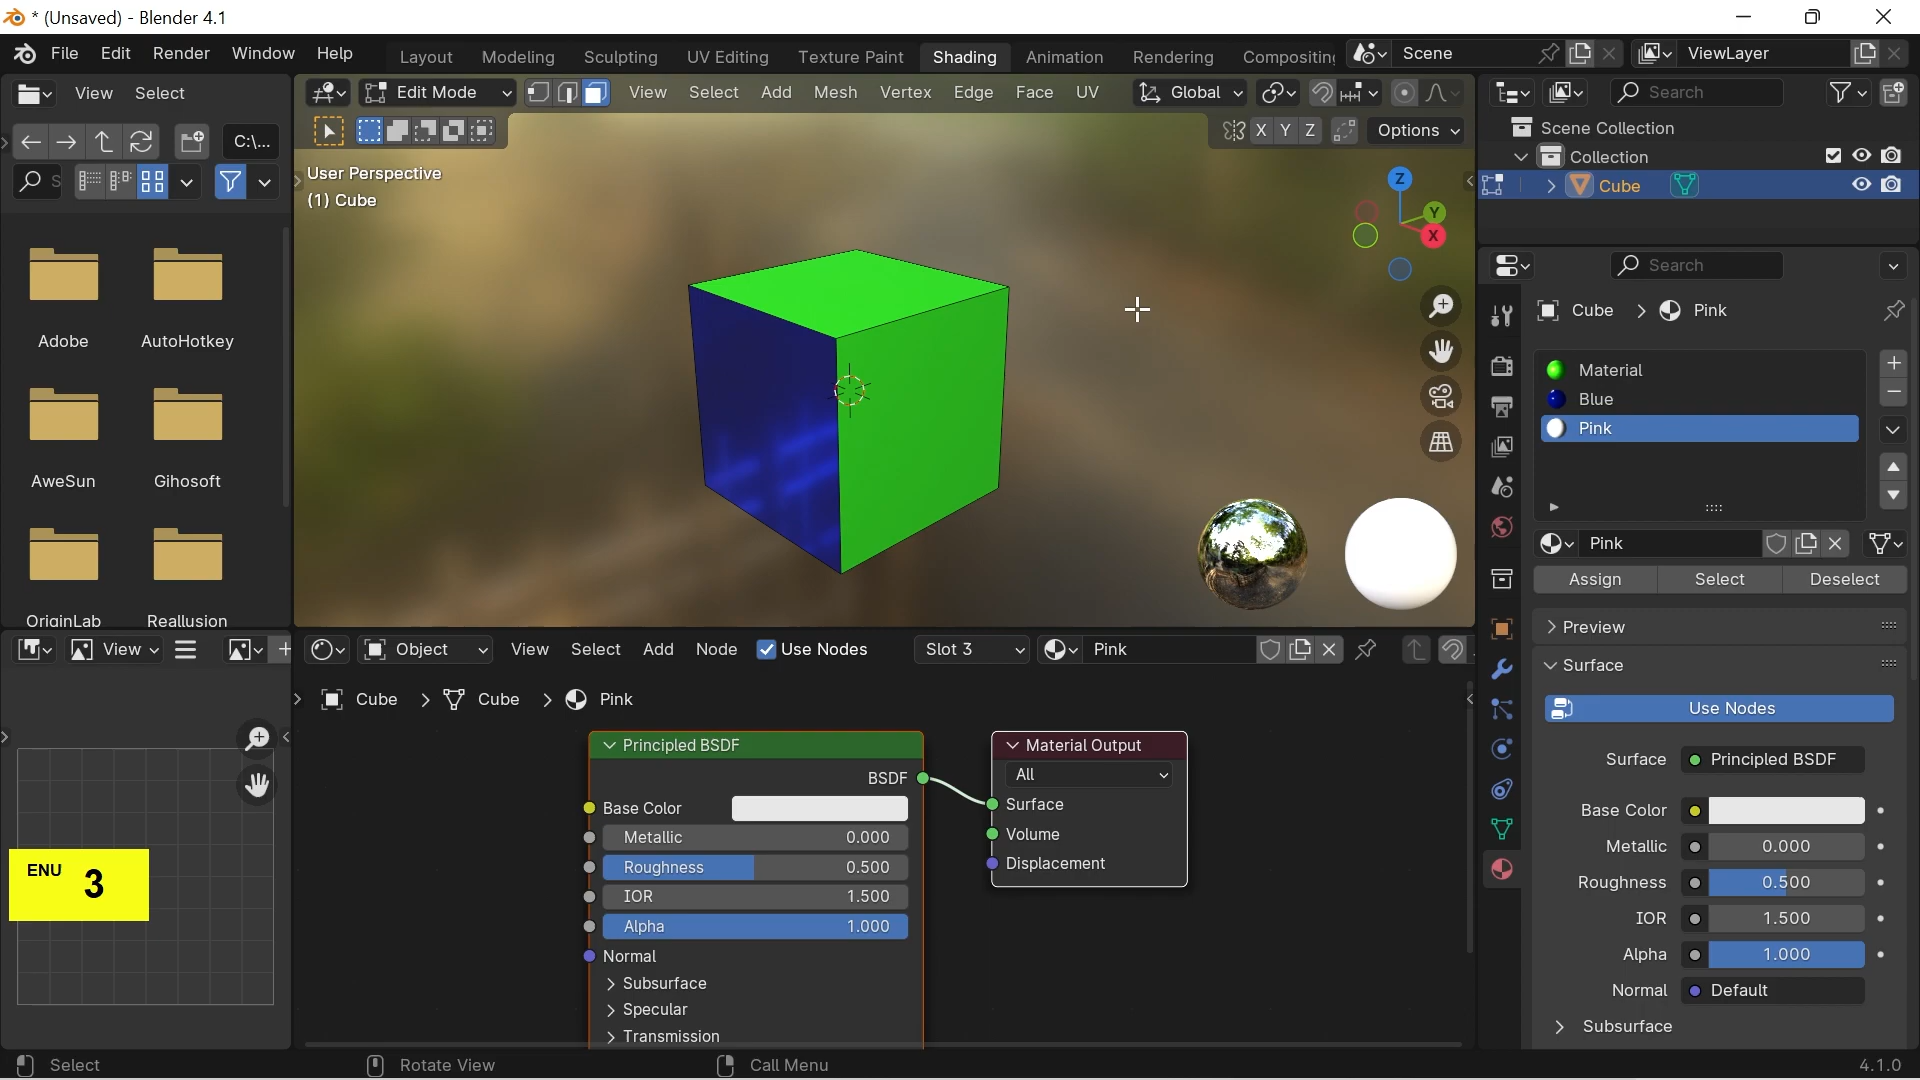 * (Unsaved) - Blender 4.1
File Edit Render Window Help
Layout Modeling Sculpting UV Editing Texture Paint Shading Animation Rendering Compositing
Scene
ViewLayer
View Select
Edit Mode
View Select Add Mesh Vertex Edge Face UV
Global
Search
C:\...
X Y Z
Options
S
User Perspective
(1) Cube
Z
Y
X
Adobe
AutoHotkey
AweSun
Gihosoft
OriginLab
Reallusion
Scene Collection
Collection
Cube
Search
Cube
Pink
Material
Blue
Pink
Pink
Assign
Select
Deselect
Preview
Surface
Use Nodes
Surface
Principled BSDF
Base Color
Metallic
0.000
Roughness
0.500
IOR
1.500
Alpha
1.000
Normal
Default
Subsurface
View
Object
View Select Add Node
Use Nodes
Slot 3
Pink
Cube
Cube
Pink
Principled BSDF
BSDF
Base Color
Metallic 0.000
Roughness 0.500
IOR 1.500
Alpha 1.000
Normal
Subsurface
Specular
Transmission
Material Output
All
Surface
Volume
Displacement
ENU 3
Select
Rotate View
Call Menu
4.1.0